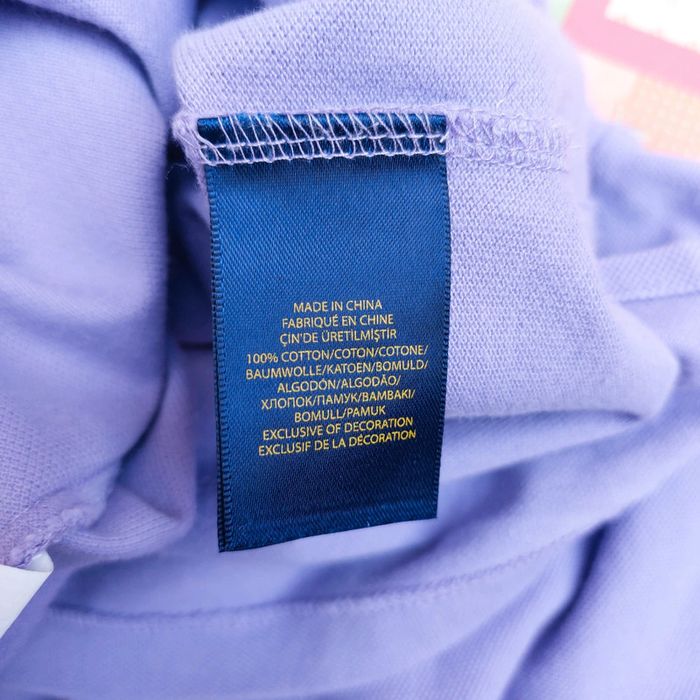 MADE IN CHINA
FABRIQUÉ EN CHINE
ÇIN'DE ÜRETİLMİŞTİR
100% COTTON/COTON/COTONE/
BAUMWOLLE/KATOEN/BOMULD/
ALGODÓN/ALGODÃO/
ХЛОПОК/ПАМУК/BAMBAKI/
BOMULL/PAMUK
EXCLUSIVE OF DECORATION
EXCLUSIF DE LA DÉCORATION